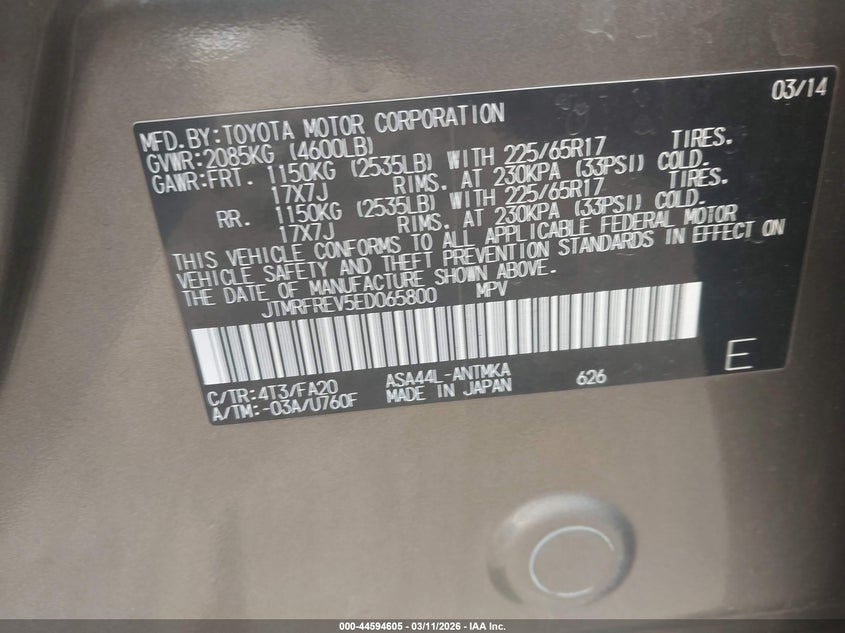 03/14
MFD.BY:TOYOTA MOTOR CORPORATION
GVWR:2085KG (4600LB)
GAWR:FRT. 1150KG (2535LB) WITH 225/65R17 TIRES.
17X7J RIMS. AT 230KPA (33PSI) COLD.
RR. 1150KG (2535LB) WITH 225/65R17 TIRES.
17X7J RIMS. AT 230KPA (33PSI) COLD.
THIS VEHICLE CONFORMS TO ALL APPLICABLE FEDERAL MOTOR
VEHICLE SAFETY AND THEFT PREVENTION STANDARDS IN EFFECT ON
THE DATE OF MANUFACTURE SHOWN ABOVE.
JTMRFREV5ED065800 MPV
C/TR:4T3/FA20 ASA44L-ANTMKA 626
A/TM:-03A/U760F MADE IN JAPAN
E
000-44594605 - 03/11/2026 - IAA Inc.